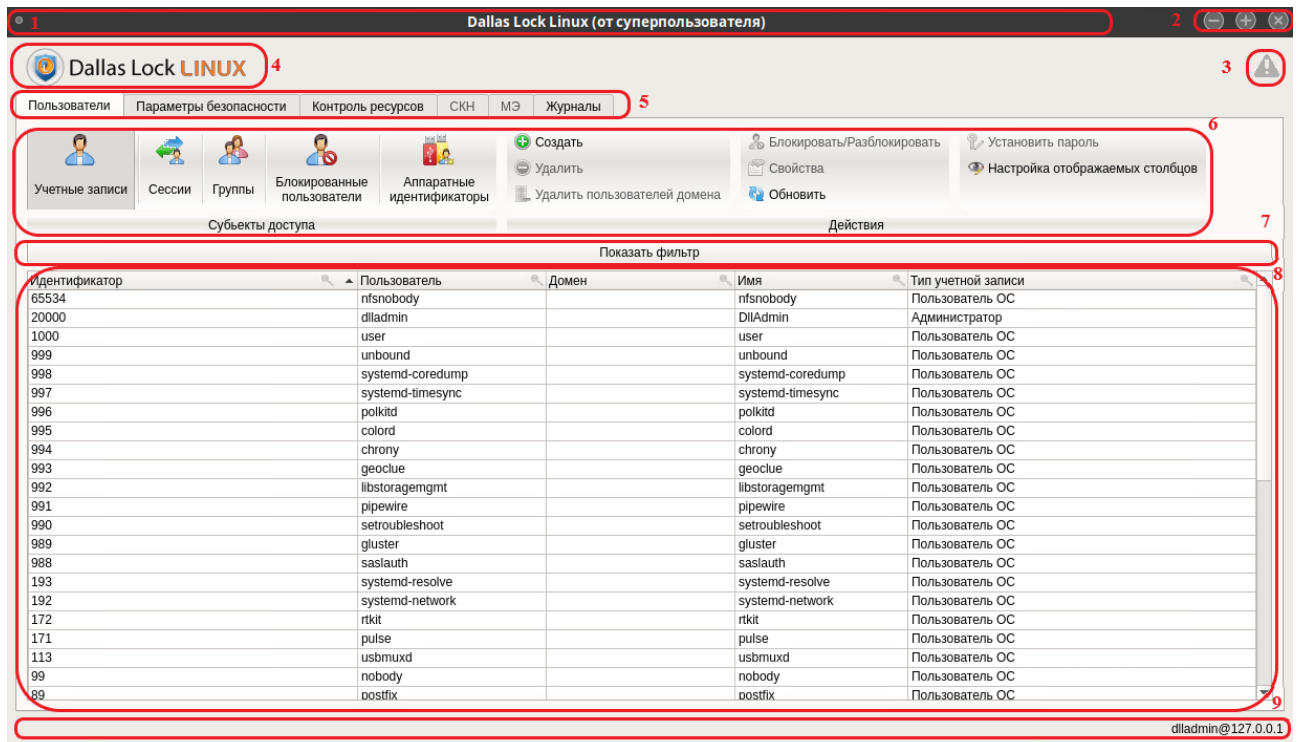 1 Dallas Lock Linux (от суперпользователя) 2
Dallas Lock LINUX 4 3
Пользователи Параметры безопасности Контроль ресурсов СКН МЭ Журналы 5
6
Учетные записи Сессии Группы Блокированные пользователи Аппаратные идентификаторы
Создать Блокировать/Разблокировать Установить пароль
Удалить Свойства Настройка отображаемых столбцов
Удалить пользователей домена Обновить
Субъекты доступа Действия 7
Показать фильтр
Идентификатор Пользователь Домен Имя Тип учетной записи 8
65534 nfsnobody nfsnobody Пользователь ОС
20000 dlladmin DllAdmin Администратор
1000 user user Пользователь ОС
999 unbound unbound Пользователь ОС
998 systemd-coredump systemd-coredump Пользователь ОС
997 systemd-timesync systemd-timesync Пользователь ОС
996 polkitd polkitd Пользователь ОС
995 colord colord Пользователь ОС
994 chrony chrony Пользователь ОС
993 geoclue geoclue Пользователь ОС
992 libstoragemgmt libstoragemgmt Пользователь ОС
991 pipewire pipewire Пользователь ОС
990 setroubleshoot setroubleshoot Пользователь ОС
989 gluster gluster Пользователь ОС
988 saslauth saslauth Пользователь ОС
193 systemd-resolve systemd-resolve Пользователь ОС
192 systemd-network systemd-network Пользователь ОС
172 rtkit rtkit Пользователь ОС
171 pulse pulse Пользователь ОС
113 usbmuxd usbmuxd Пользователь ОС
99 nobody nobody Пользователь ОС
89 postfix postfix Пользователь ОС
9
dlladmin@127.0.0.1